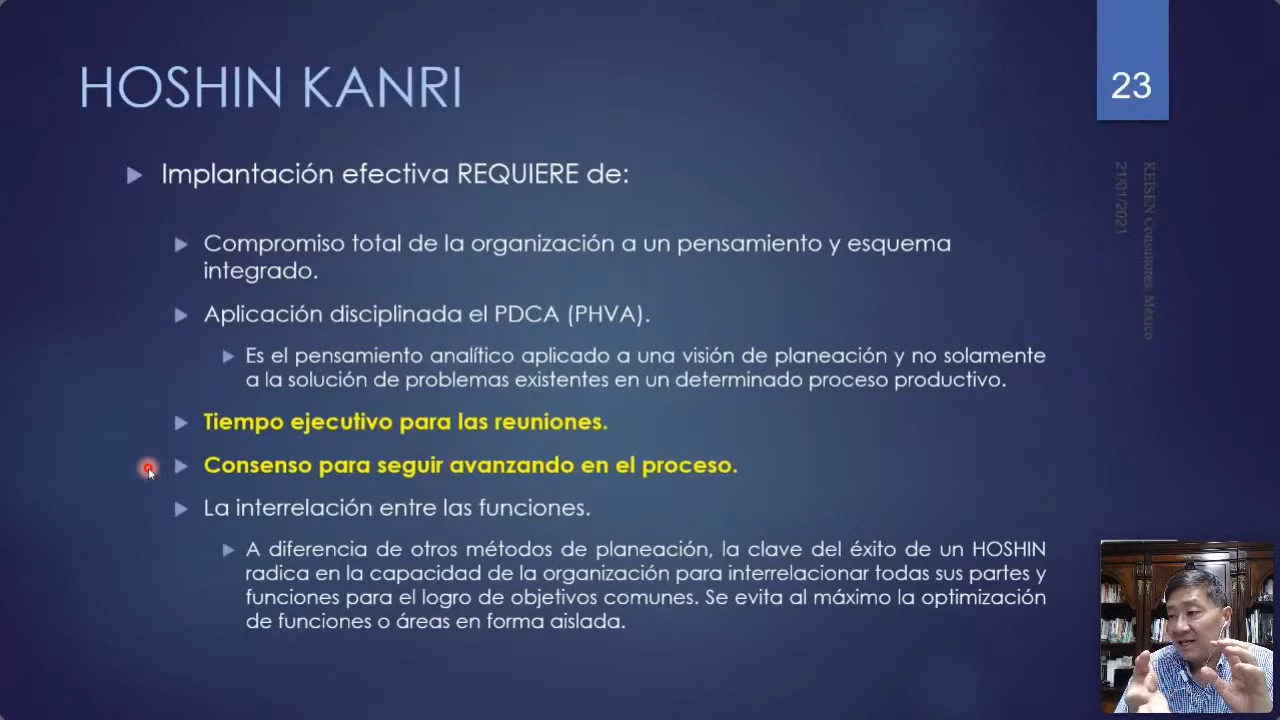 HOSHIN KANRI
23
Implantación efectiva REQUIERE de:
Compromiso total de la organización a un pensamiento y esquema
integrado.
Aplicación disciplinada el PDCA (PHVA).
Es el pensamiento analítico aplicado a una visión de planeación y no solamente
a la solución de problemas existentes en un determinado proceso productivo.
Tiempo ejecutivo para las reuniones.
Consenso para seguir avanzando en el proceso.
La interrelación entre las funciones.
A diferencia de otros métodos de planeación, la clave del éxito de un HOSHIN
radica en la capacidad de la organización para interrelacionar todas sus partes y
funciones para el logro de objetivos comunes. Se evita al máximo la optimización
de funciones o áreas en forma aislada.
KEISEN Consultores, México
21/01/2021